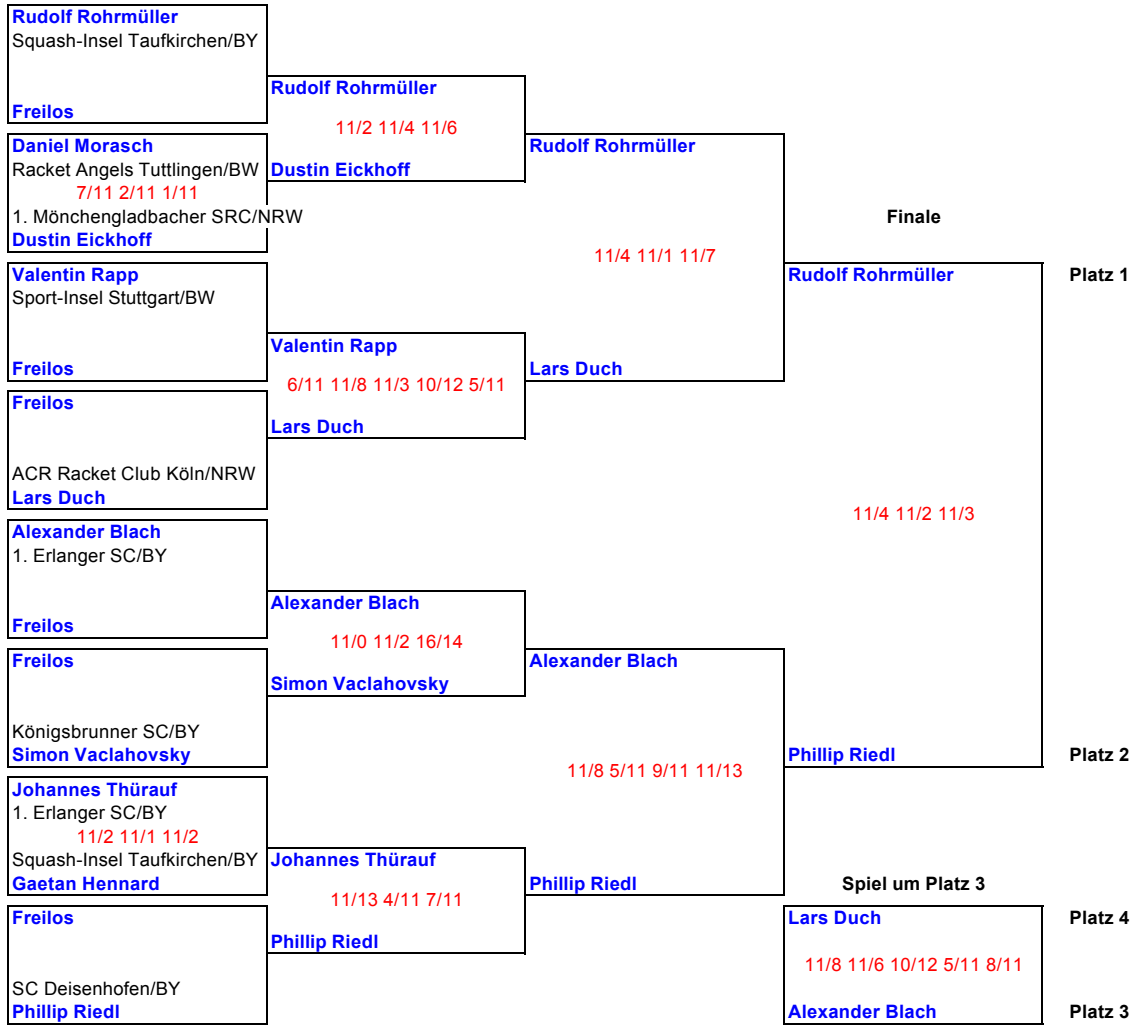 Rudolf Rohrmüller
Squash-Insel Taufkirchen/BY
Freilos
Daniel Morasch
Racket Angels Tuttlingen/BW
7/11 2/11 1/11
1. Mönchengladbacher SRC/NRW
Dustin Eickhoff
Valentin Rapp
Sport-Insel Stuttgart/BW
Freilos
Freilos
ACR Racket Club Köln/NRW
Lars Duch
Alexander Blach
1. Erlanger SC/BY
Freilos
Freilos
Königsbrunner SC/BY
Simon Vaclahovsky
Johannes Thürauf
1. Erlanger SC/BY
11/2 11/1 11/2
Squash-Insel Taufkirchen/BY
Gaetan Hennard
Freilos
SC Deisenhofen/BY
Phillip Riedl
Rudolf Rohrmüller
11/2 11/4 11/6
Dustin Eickhoff
Valentin Rapp
6/11 11/8 11/3 10/12 5/11
Lars Duch
Alexander Blach
11/0 11/2 16/14
Simon Vaclahovsky
Johannes Thürauf
11/13 4/11 7/11
Phillip Riedl
Rudolf Rohrmüller
11/4 11/1 11/7
Lars Duch
Alexander Blach
11/8 5/11 9/11 11/13
Phillip Riedl
Finale
Rudolf Rohrmüller Platz 1
11/4 11/2 11/3
Phillip Riedl Platz 2
Spiel um Platz 3
Lars Duch Platz 4
11/8 11/6 10/12 5/11 8/11
Alexander Blach Platz 3